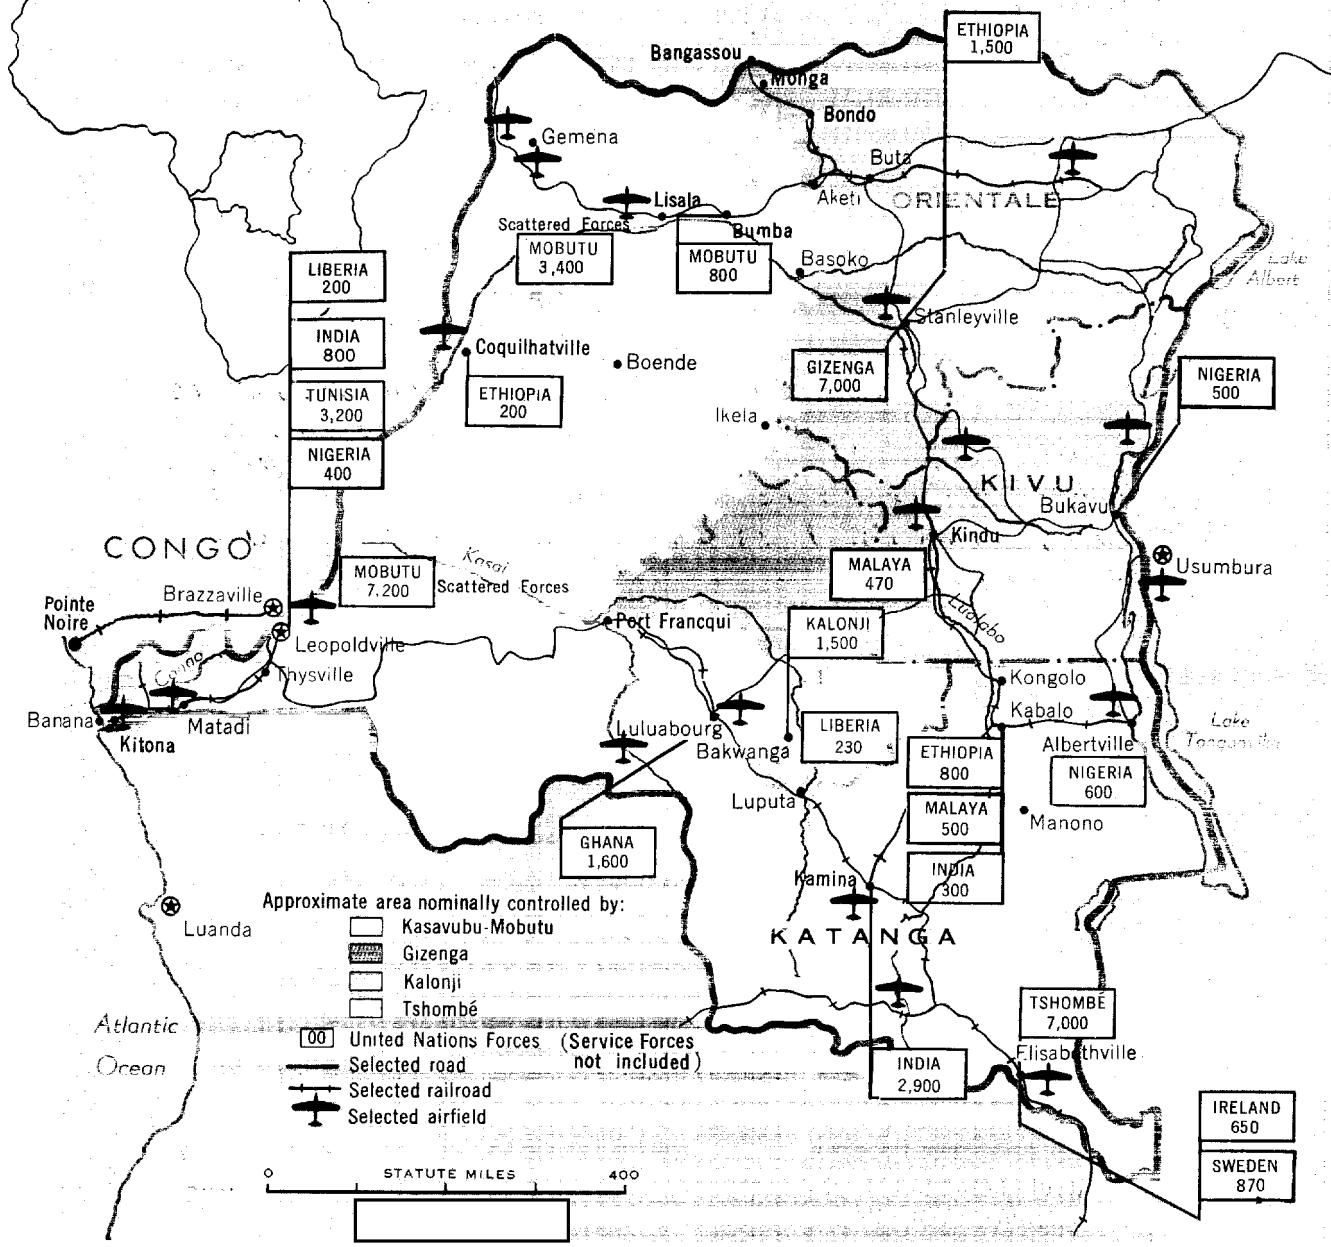 ETHIOPIA
1,500
Bangassou
Monga
Bondo
Gemena
Buta
Aketi
ORIENTALE
Lisala
Scattered Forces
Bumba
MOBUTU
3,400
MOBUTU
800
Basoko
Lake
Albert
LIBERIA
200
INDIA
800
TUNISIA
3,200
NIGERIA
400
Stanleyville
Coquilhatville
Boende
GIZENGA
7,000
ETHIOPIA
200
NIGERIA
500
Ikela
KIVU
Bukavu
Kindu
CONGO
Kasai
MOBUTU
7,200
Scattered Forces
MALAYA
470
Usumbura
Brazzaville
Pointe
Noire
Leopoldville
Port Francqui
KALONJI
1,500
Lualaba
Congo
Thysville
Kongolo
Banana
Matadi
Kitona
Luluabourg
Bakwanga
LIBERIA
230
Kabalo
Albertville
Lake
Tanganyika
ETHIOPIA
800
NIGERIA
600
Luputa
MALAYA
500
Manono
GHANA
1,600
INDIA
300
Kamina
Luanda
KATANGA
Approximate area nominally controlled by:
Kasavubu-Mobutu
Gizenga
Kalonji
Tshombé
00 United Nations Forces (Service Forces
not included)
Selected road
Selected railroad
Selected airfield
Atlantic
Ocean
TSHOMBÉ
7,000
Elisabethville
INDIA
2,900
IRELAND
650
SWEDEN
870
0 STATUTE MILES 400